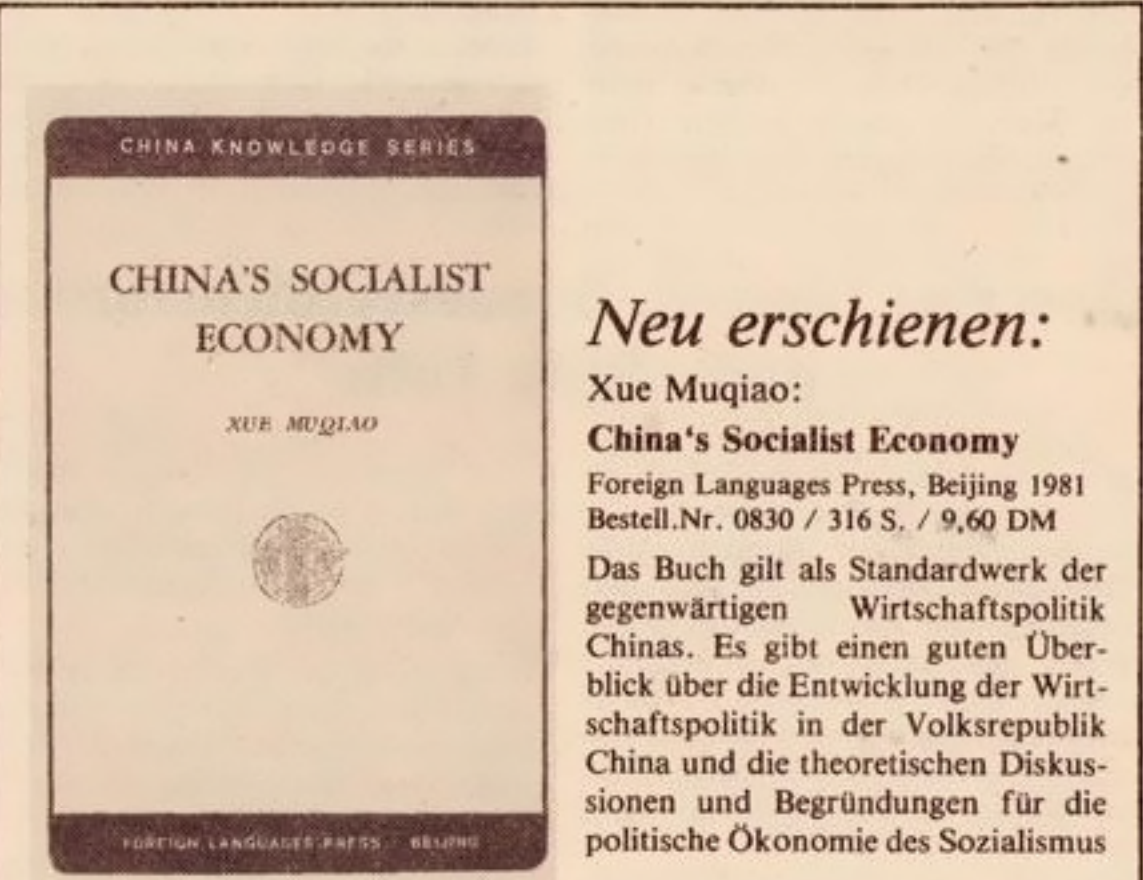 CHINA KNOWLEDGE SERIES
CHINA'S SOCIALIST
ECONOMY
XUE MUQIAO
FOREIGN LANGUAGES PRESS BEIJING
Neu erschienen:
Xue Muqiao:
China‘s Socialist Economy
Foreign Languages Press, Beijing 1981
Bestell.Nr. 0830 / 316 S. / 9,60 DM
Das Buch gilt als Standardwerk der
gegenwärtigen Wirtschaftspolitik
Chinas. Es gibt einen guten Über-
blick über die Entwicklung der Wirt-
schaftspolitik in der Volksrepublik
China und die theoretischen Diskus-
sionen und Begründungen für die
politische Ökonomie des Sozialismus